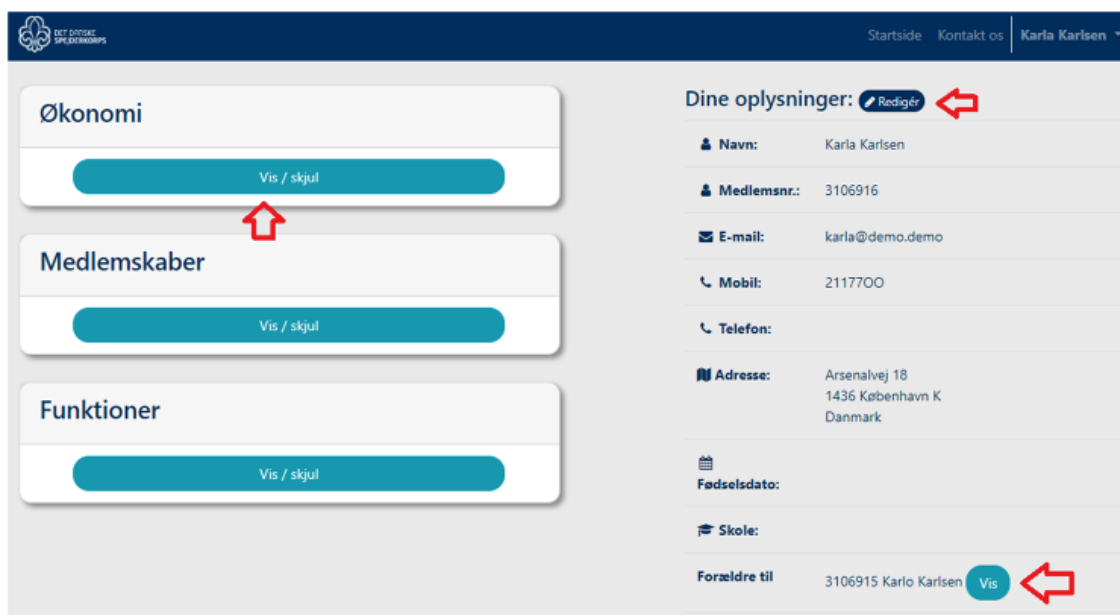 DET DANSKE
SPEJDERKORPS
Startside Kontakt os Karla Karlsen
Økonomi
Vis / skjul
Medlemskaber
Vis / skjul
Funktioner
Vis / skjul
Dine oplysninger: Redigér
Navn: Karla Karlsen
Medlemsnr.: 3106916
E-mail: karla@demo.demo
Mobil: 21177OO
Telefon:
Adresse: Arsenalvej 18
1436 København K
Danmark
Fødselsdato:
Skole:
Forældre til 3106915 Karlo Karlsen Vis